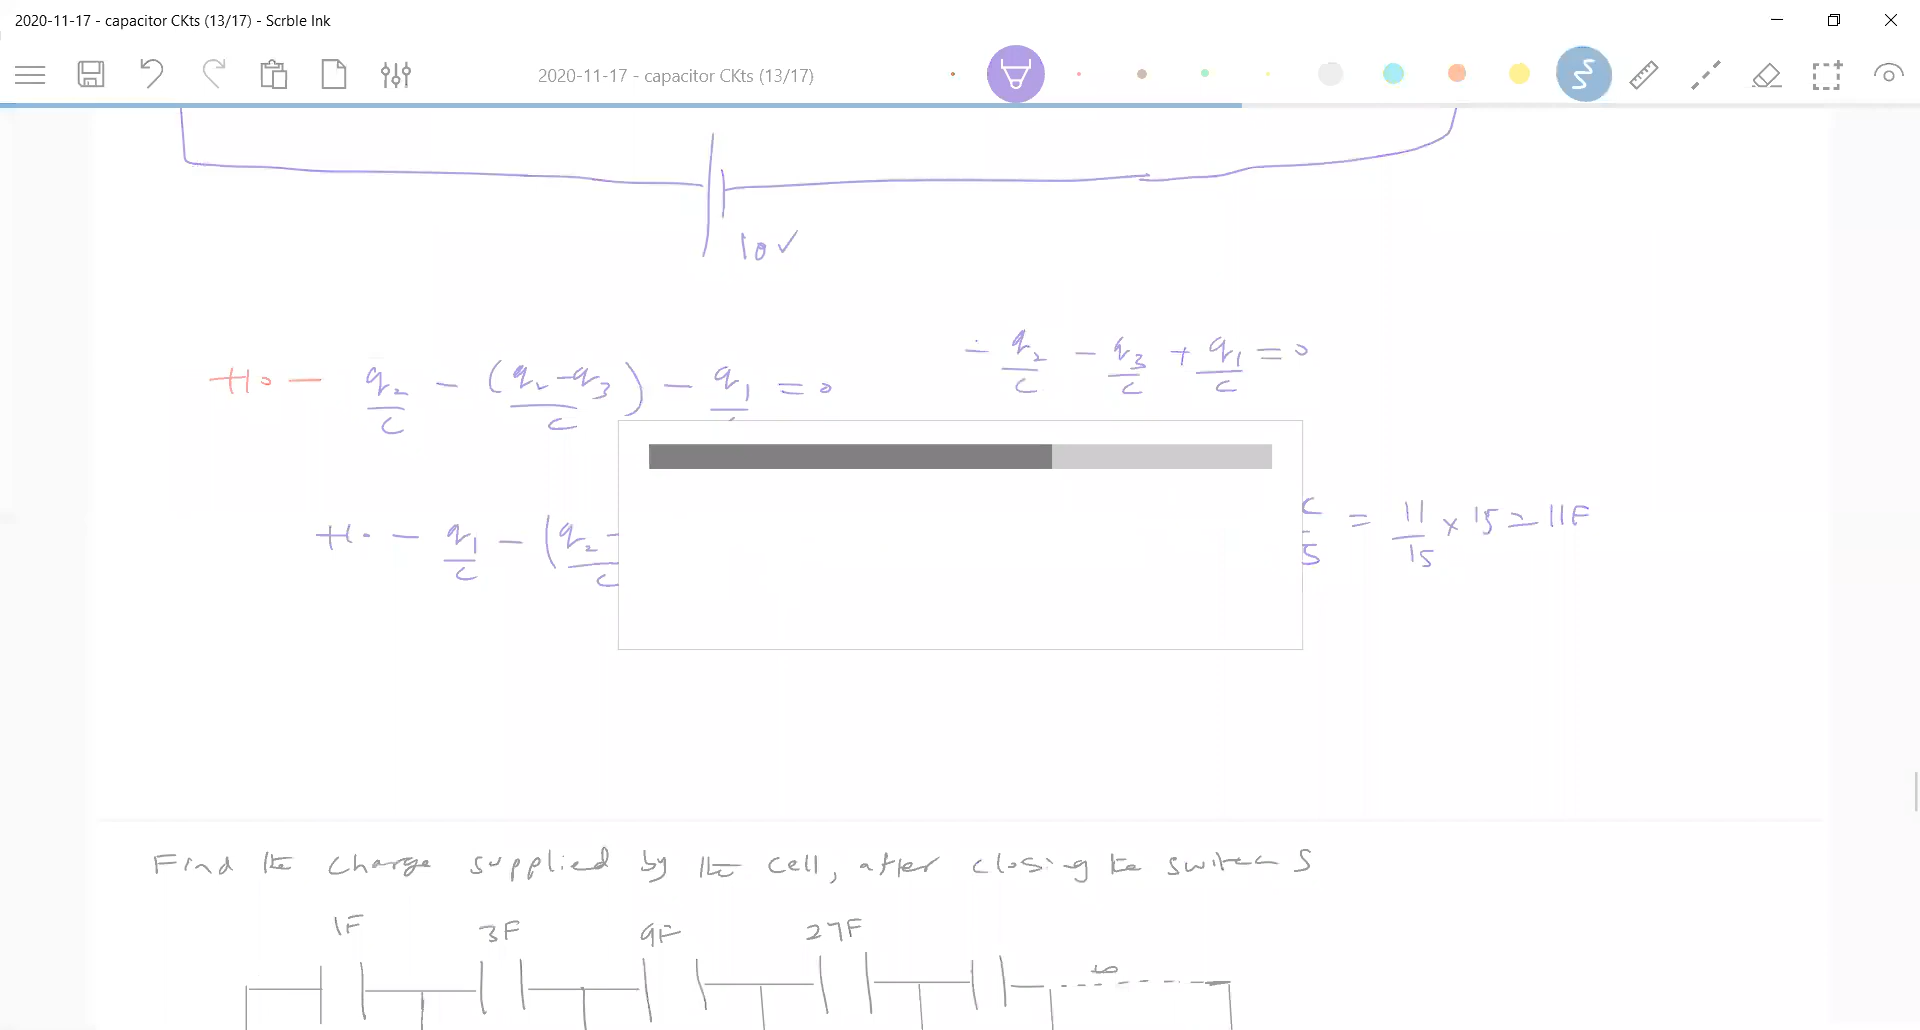 2020-11-17 - capacitor CKts (13/17) - Scrble Ink
2020-11-17 - capacitor CKts (13/17)
10V
+10 - q₂/C - (q₂-q₃)/C - q₁/C = 0
- q₂/C - q₃/C + q₁/C = 0
+10 - q₁/C - (q₂-
C/5 = 11/15 × 15 = 11F
Find the charge supplied by the cell, after closing the switch S
1F 3F 9F 27F
∞